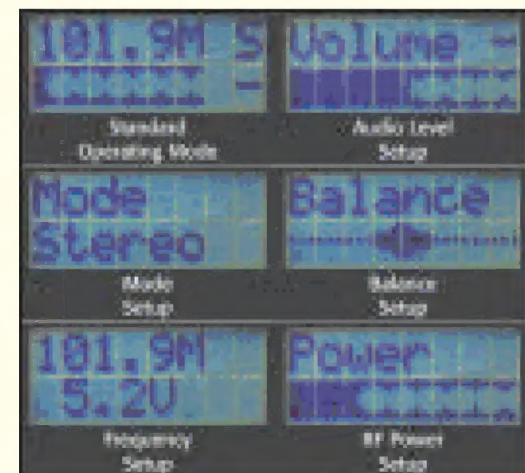 101.9M S
Volume
Standard
Operating Mode
Audio Level
Setup
Mode
Stereo
Balance
Mode
Setup
Balance
Setup
101.9M
5.2V
Power
Frequency
Setup
RF Power
Setup